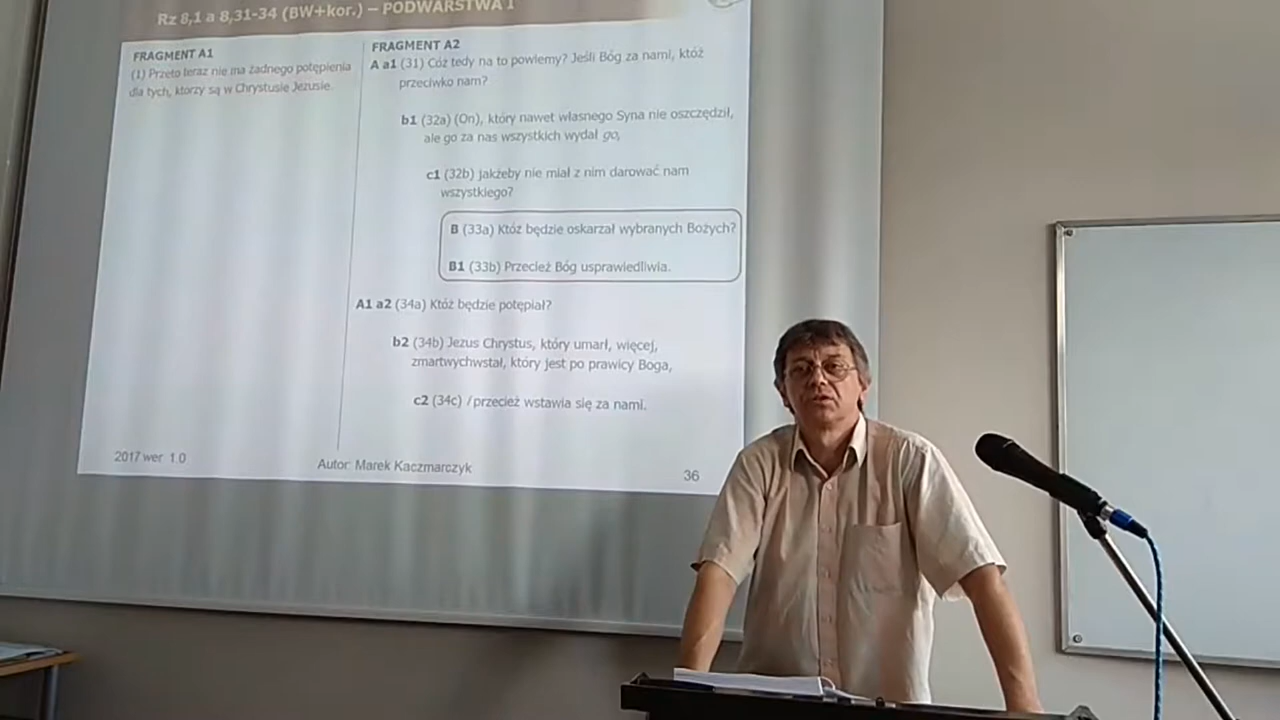 Rz 8,1 a 8,31-34 (BW+kor.) – PODWARSTWA I
FRAGMENT A1
(1) Przeto teraz nie ma żadnego potępienia
dla tych, którzy są w Chrystusie Jezusie.
FRAGMENT A2
A a1 (31) Cóż tedy na to powiemy? Jeśli Bóg za nami, któż
przeciwko nam?
b1 (32a) (On), który nawet własnego Syna nie oszczędził,
ale go za nas wszystkich wydał go,
c1 (32b) jakżeby nie miał z nim darować nam
wszystkiego?
B (33a) Któż będzie oskarżał wybranych Bożych?
B1 (33b) Przecież Bóg usprawiedliwia.
A1 a2 (34a) Któż będzie potępiał?
b2 (34b) Jezus Chrystus, który umarł, więcej,
zmartwychwstał, który jest po prawicy Boga,
c2 (34c) /przecież wstawia się za nami.
2017 wer. 1.0
Autor: Marek Kaczmarczyk
36